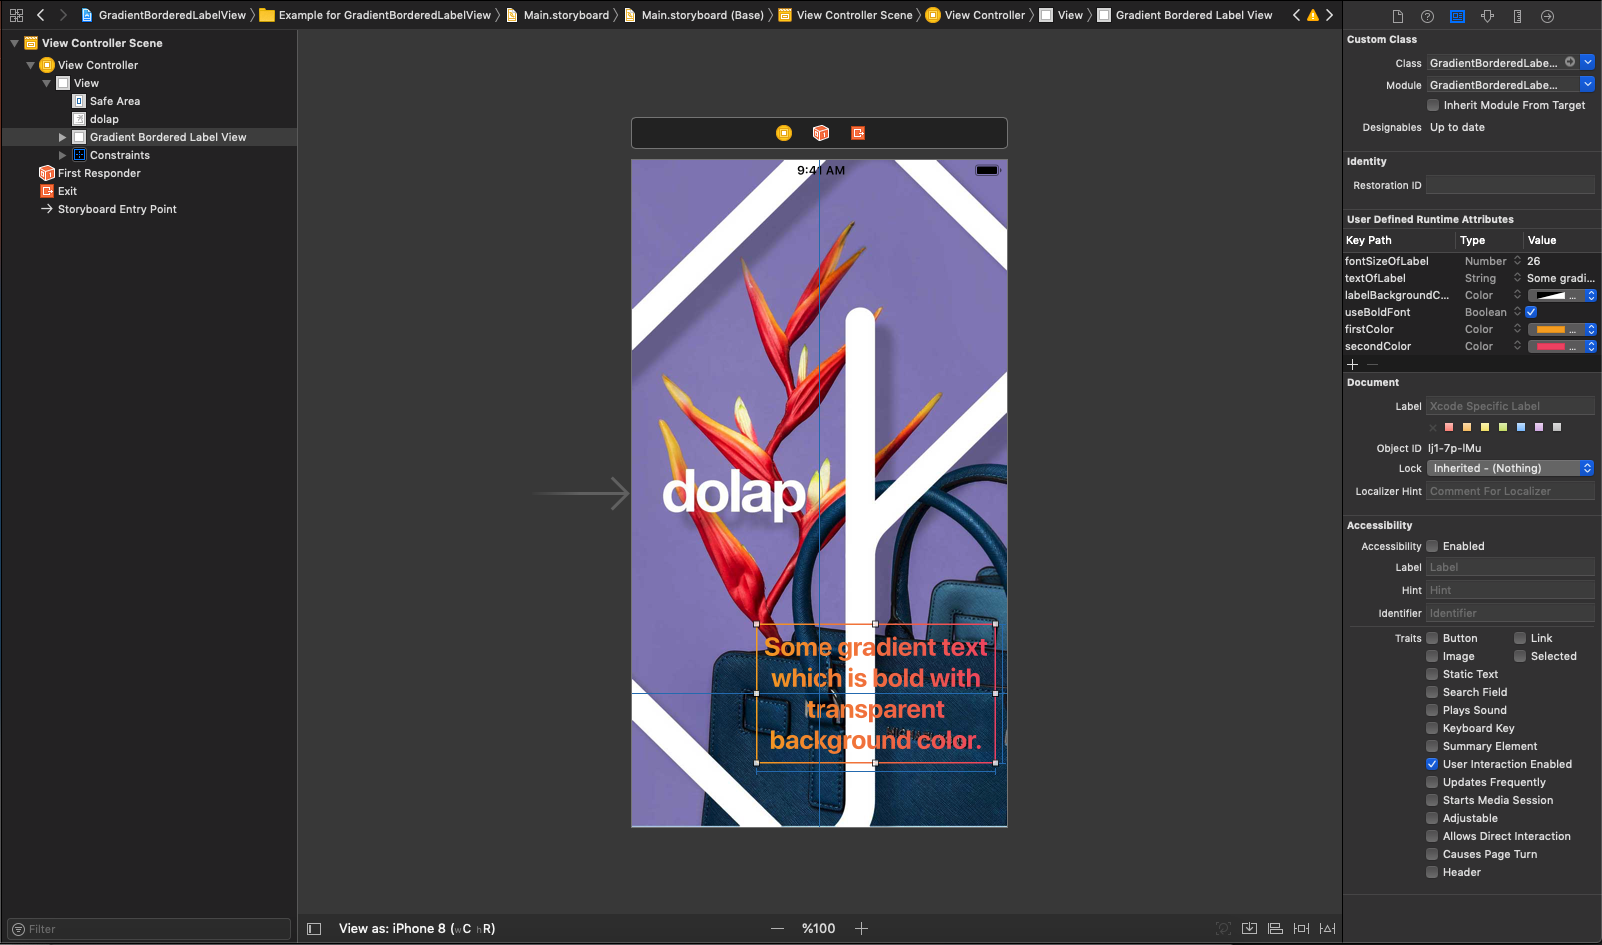 GradientBorderedLabelView
Example for GradientBorderedLabelView
Main.storyboard
Main.storyboard (Base)
View Controller Scene
View Controller
View
Gradient Bordered Label View
View Controller Scene
View Controller
View
Safe Area
dolap
Gradient Bordered Label View
Constraints
First Responder
Exit
Storyboard Entry Point
Filter
9:41 AM
dolap
Some gradient text
which is bold with
transparent
background color.
View as: iPhone 8 (wC hR)
%100
Custom Class
Class GradientBorderedLabe...
Module GradientBorderedLabe...
Inherit Module From Target
Designables Up to date
Identity
Restoration ID
User Defined Runtime Attributes
Key Path Type Value
fontSizeOfLabel Number 26
textOfLabel String Some gradi...
labelBackgroundC... Color ...
useBoldFont Boolean
firstColor Color ...
secondColor Color ...
Document
Label Xcode Specific Label
Object ID Ij1-7p-IMu
Lock Inherited - (Nothing)
Localizer Hint Comment For Localizer
Accessibility
Accessibility Enabled
Label Label
Hint Hint
Identifier Identifier
Traits Button Link
Image Selected
Static Text
Search Field
Plays Sound
Keyboard Key
Summary Element
User Interaction Enabled
Updates Frequently
Starts Media Session
Adjustable
Allows Direct Interaction
Causes Page Turn
Header